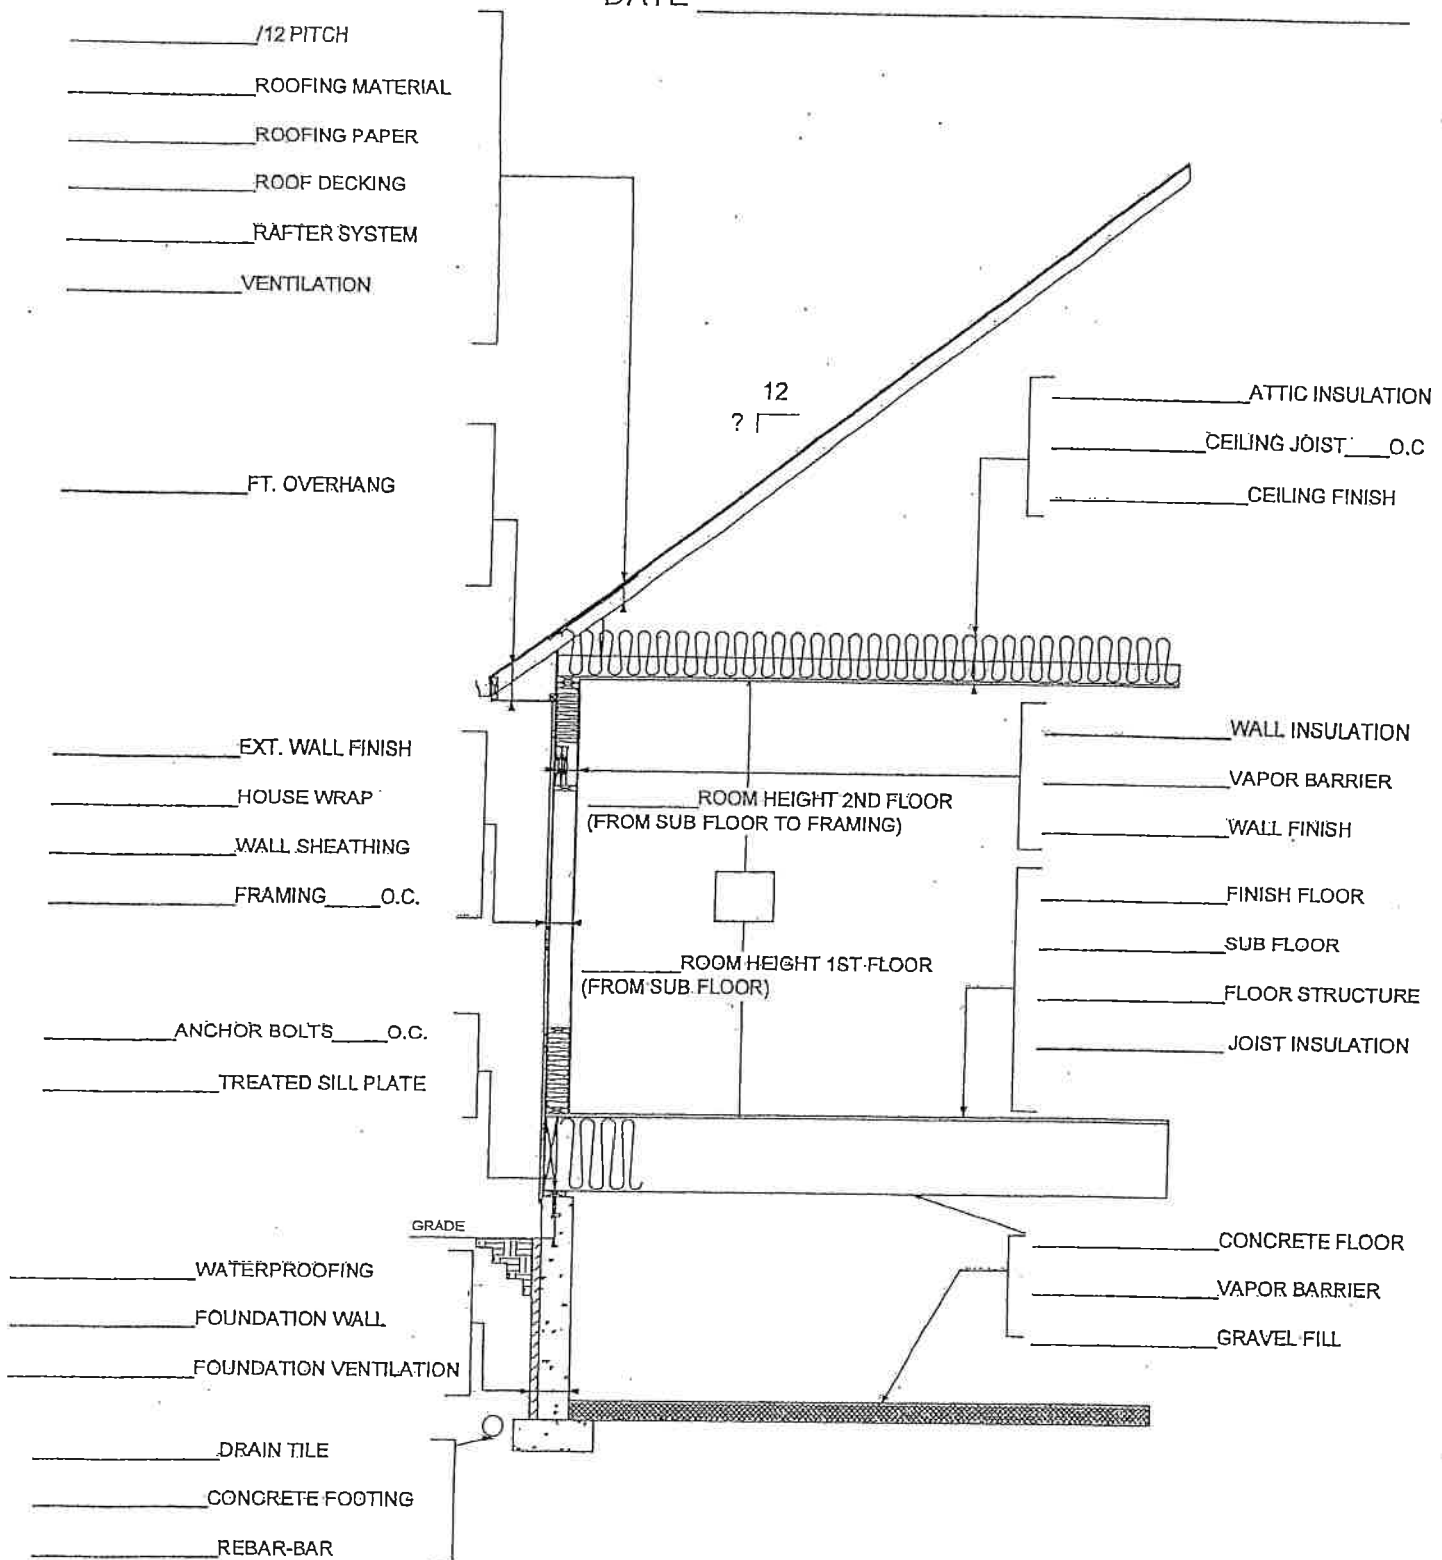 DATE
/12 PITCH
ROOFING MATERIAL
ROOFING PAPER
ROOF DECKING
RAFTER SYSTEM
VENTILATION
12
?
ATTIC INSULATION
CEILING JOIST____O.C
CEILING FINISH
FT. OVERHANG
EXT. WALL FINISH
HOUSE WRAP
WALL SHEATHING
FRAMING____O.C.
ROOM HEIGHT 2ND FLOOR
(FROM SUB FLOOR TO FRAMING)
WALL INSULATION
VAPOR BARRIER
WALL FINISH
ROOM HEIGHT 1ST FLOOR
(FROM SUB FLOOR)
FINISH FLOOR
SUB FLOOR
FLOOR STRUCTURE
JOIST INSULATION
ANCHOR BOLTS____O.C.
TREATED SILL PLATE
GRADE
WATERPROOFING
FOUNDATION WALL
FOUNDATION VENTILATION
CONCRETE FLOOR
VAPOR BARRIER
GRAVEL FILL
DRAIN TILE
CONCRETE FOOTING
REBAR-BAR